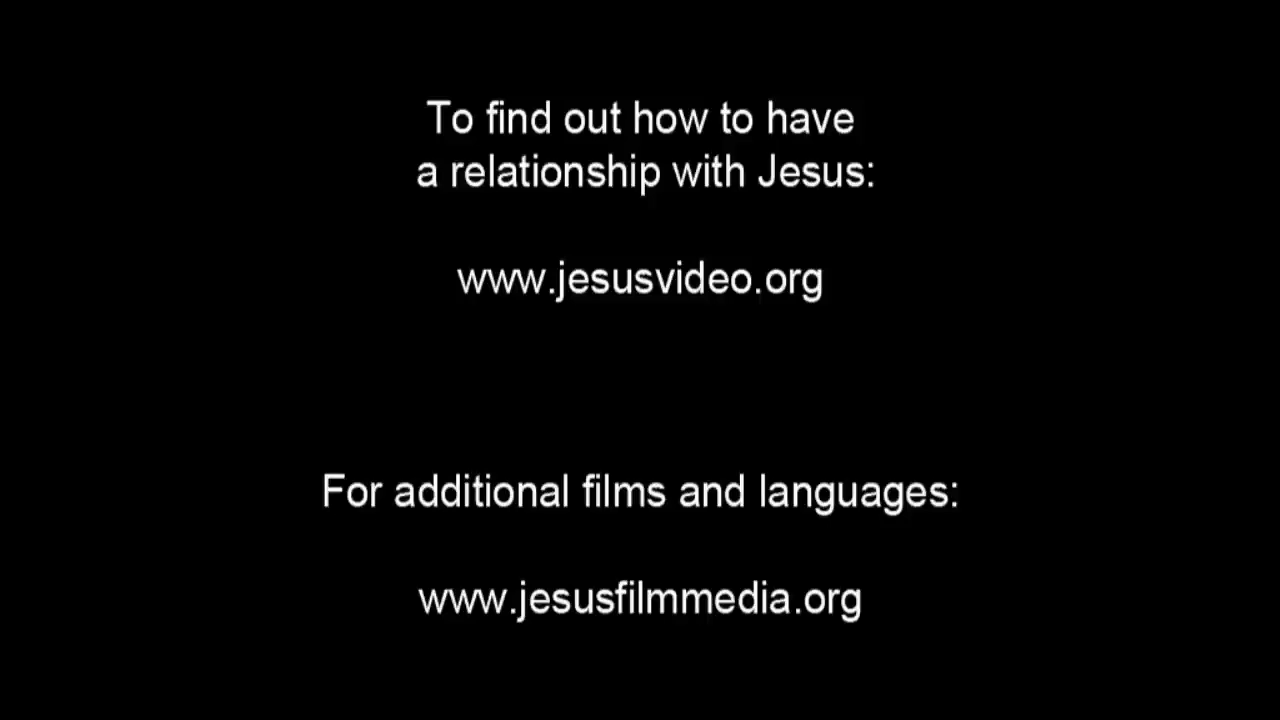 To find out how to have
a relationship with Jesus:
www.jesusvideo.org
For additional films and languages:
www.jesusfilmmedia.org